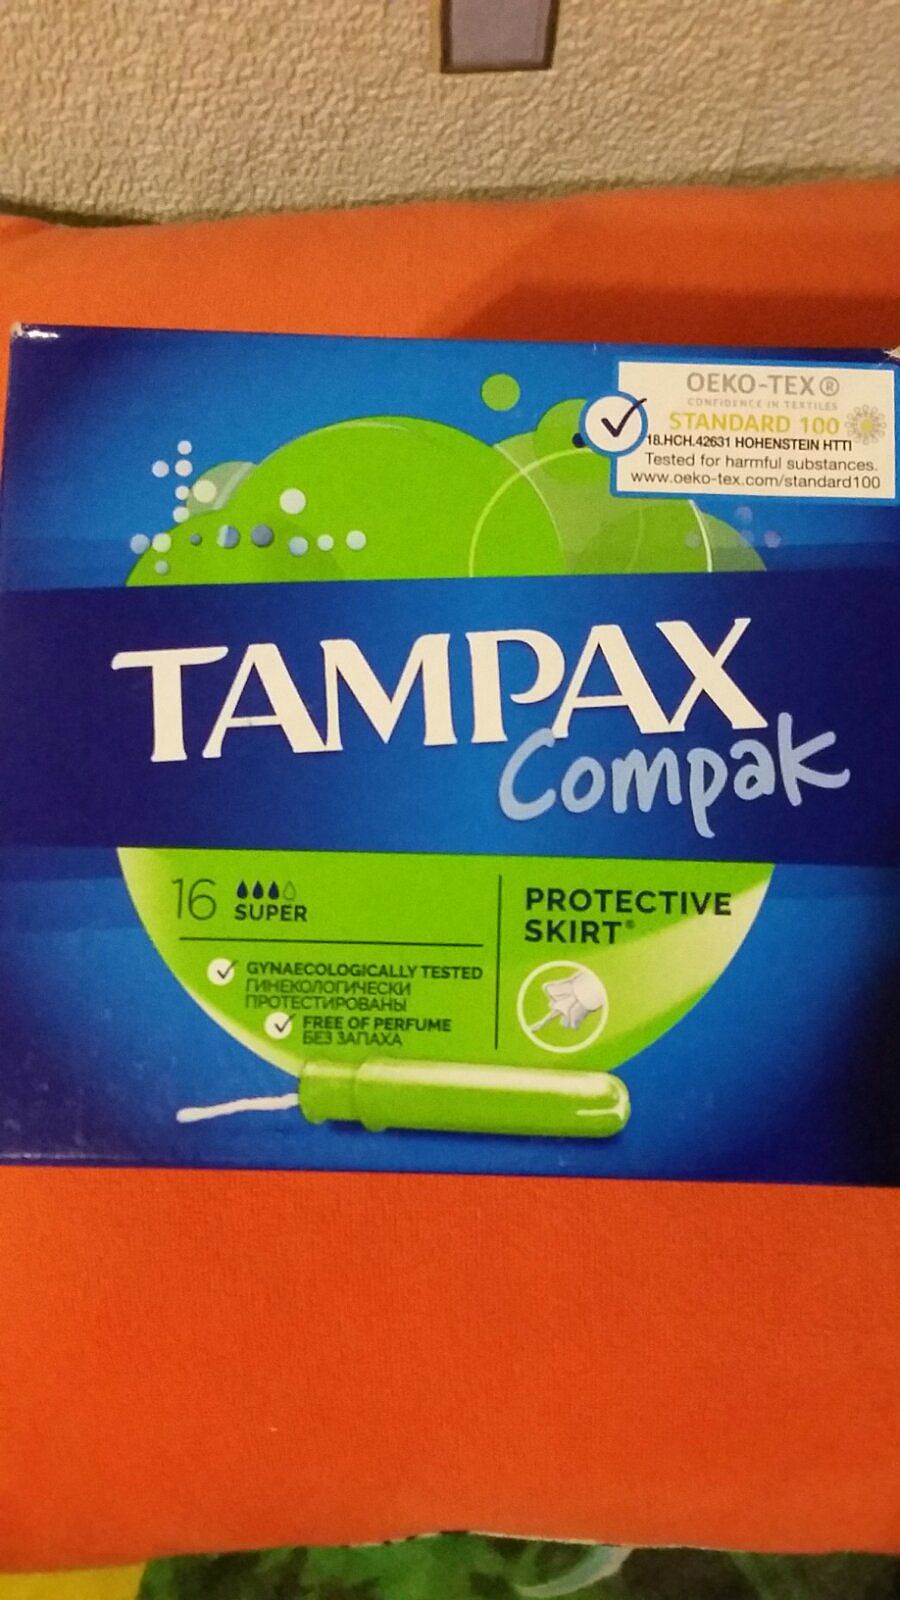 OEKO-TEX®
CONFIDENCE IN TEXTILES
STANDARD 100
18.HCH.42631 HOHENSTEIN HTTI
Tested for harmful substances.
www.oeko-tex.com/standard100
TAMPAX
Compak
16 SUPER
PROTECTIVE
SKIRT®
GYNAECOLOGICALLY TESTED
ГИНЕКОЛОГИЧЕСКИ
ПРОТЕСТИРОВАНЫ
FREE OF PERFUME
БЕЗ ЗАПАХА